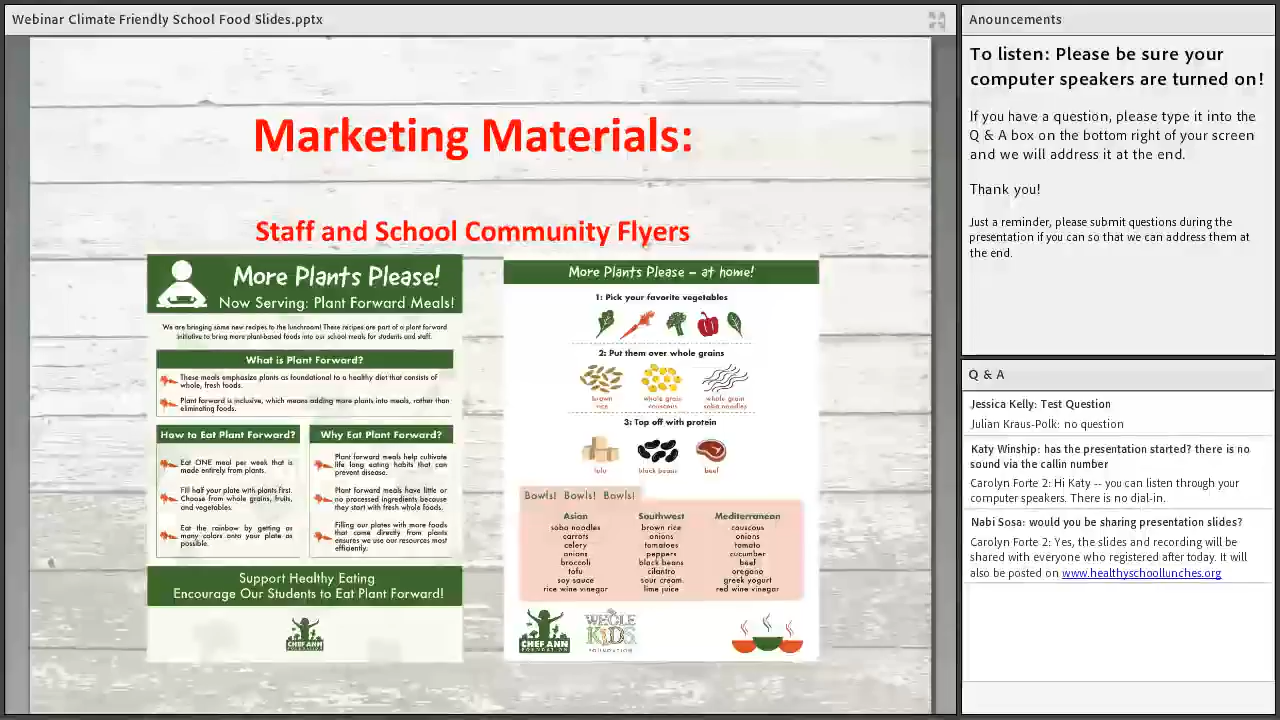 Webinar Climate Friendly School Food Slides.pptx
Marketing Materials:
Staff and School Community Flyers
More Plants Please!
Now Serving: Plant Forward Meals!
We are bringing some new recipes to the lunchroom! These recipes are part of a plant forward
initiative to bring more plant-based foods into our school meals for students and staff.
What is Plant Forward?
These meals emphasize plants as foundational to a healthy diet that consists of
whole, fresh foods.
Plant forward is inclusive, which means adding more plants into meals, rather than
eliminating foods.
How to Eat Plant Forward?
Eat ONE meal per week that is
made entirely from plants.
Fill half your plate with plants first.
Choose from whole grains, fruits,
and vegetables.
Eat the rainbow by getting as
many colors onto your plate as
possible.
Why Eat Plant Forward?
Plant forward meals help cultivate
life long eating habits that can
prevent disease.
Plant forward meals have little or
no processed ingredients because
they start with fresh whole foods.
Filling our plates with more foods
that come directly from plants
ensures we use our resources most
efficiently.
Support Healthy Eating
Encourage Our Students to Eat Plant Forward!
CHEF ANN
FOUNDATION
More Plants Please – at home!
1: Pick your favorite vegetables
2: Put them over whole grains
brown
rice
whole grain
couscous
whole grain
soba noodles
3: Top off with protein
tofu
black beans
beef
Bowls! Bowls! Bowls!
Asian
soba noodles
carrots
celery
onions
broccoli
tofu
soy sauce
rice wine vinegar
Southwest
brown rice
onions
tomatoes
peppers
black beans
cilantro
sour cream
lime juice
Mediterranean
couscous
onions
tomato
cucumber
beef
oregano
greek yogurt
red wine vinegar
CHEF ANN
FOUNDATION
WHOLE
KIDS
FOUNDATION
Anouncements
To listen: Please be sure your
computer speakers are turned on!
If you have a question, please type it into the
Q & A box on the bottom right of your screen
and we will address it at the end.
Thank you!
Just a reminder, please submit questions during the
presentation if you can so that we can address them at
the end.
Q & A
Jessica Kelly: Test Question
Julian Kraus-Polk: no question
Katy Winship: has the presentation started? there is no
sound via the callin number
Carolyn Forte 2: Hi Katy -- you can listen through your
computer speakers. There is no dial-in.
Nabi Sosa: would you be sharing presentation slides?
Carolyn Forte 2: Yes, the slides and recording will be
shared with everyone who registered after today. It will
also be posted on www.healthyschoollunches.org